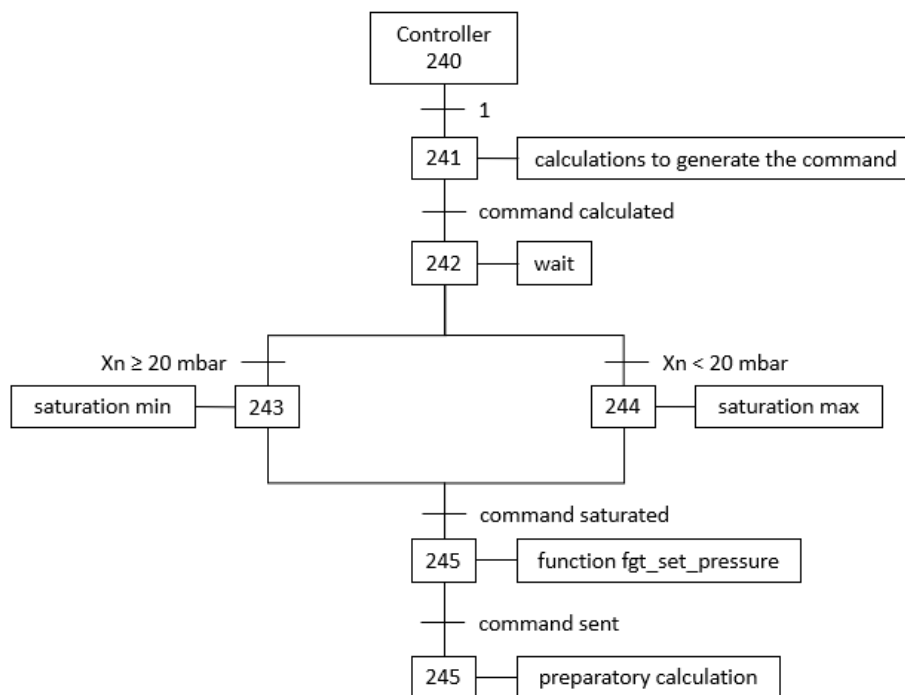 Controller
240
1
241
calculations to generate the command
command calculated
242
wait
Xn ≥ 20 mbar
Xn < 20 mbar
saturation min
243
244
saturation max
command saturated
245
function fgt_set_pressure
command sent
245
preparatory calculation